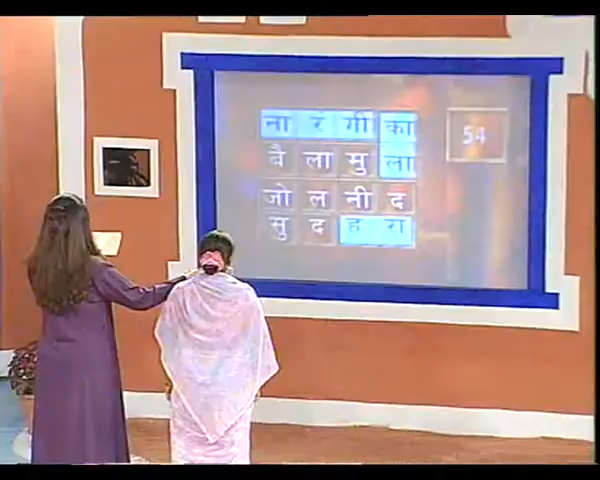 ना रं गी का
बै ला मु ला
जो ल नी द
सु द ह रा
54